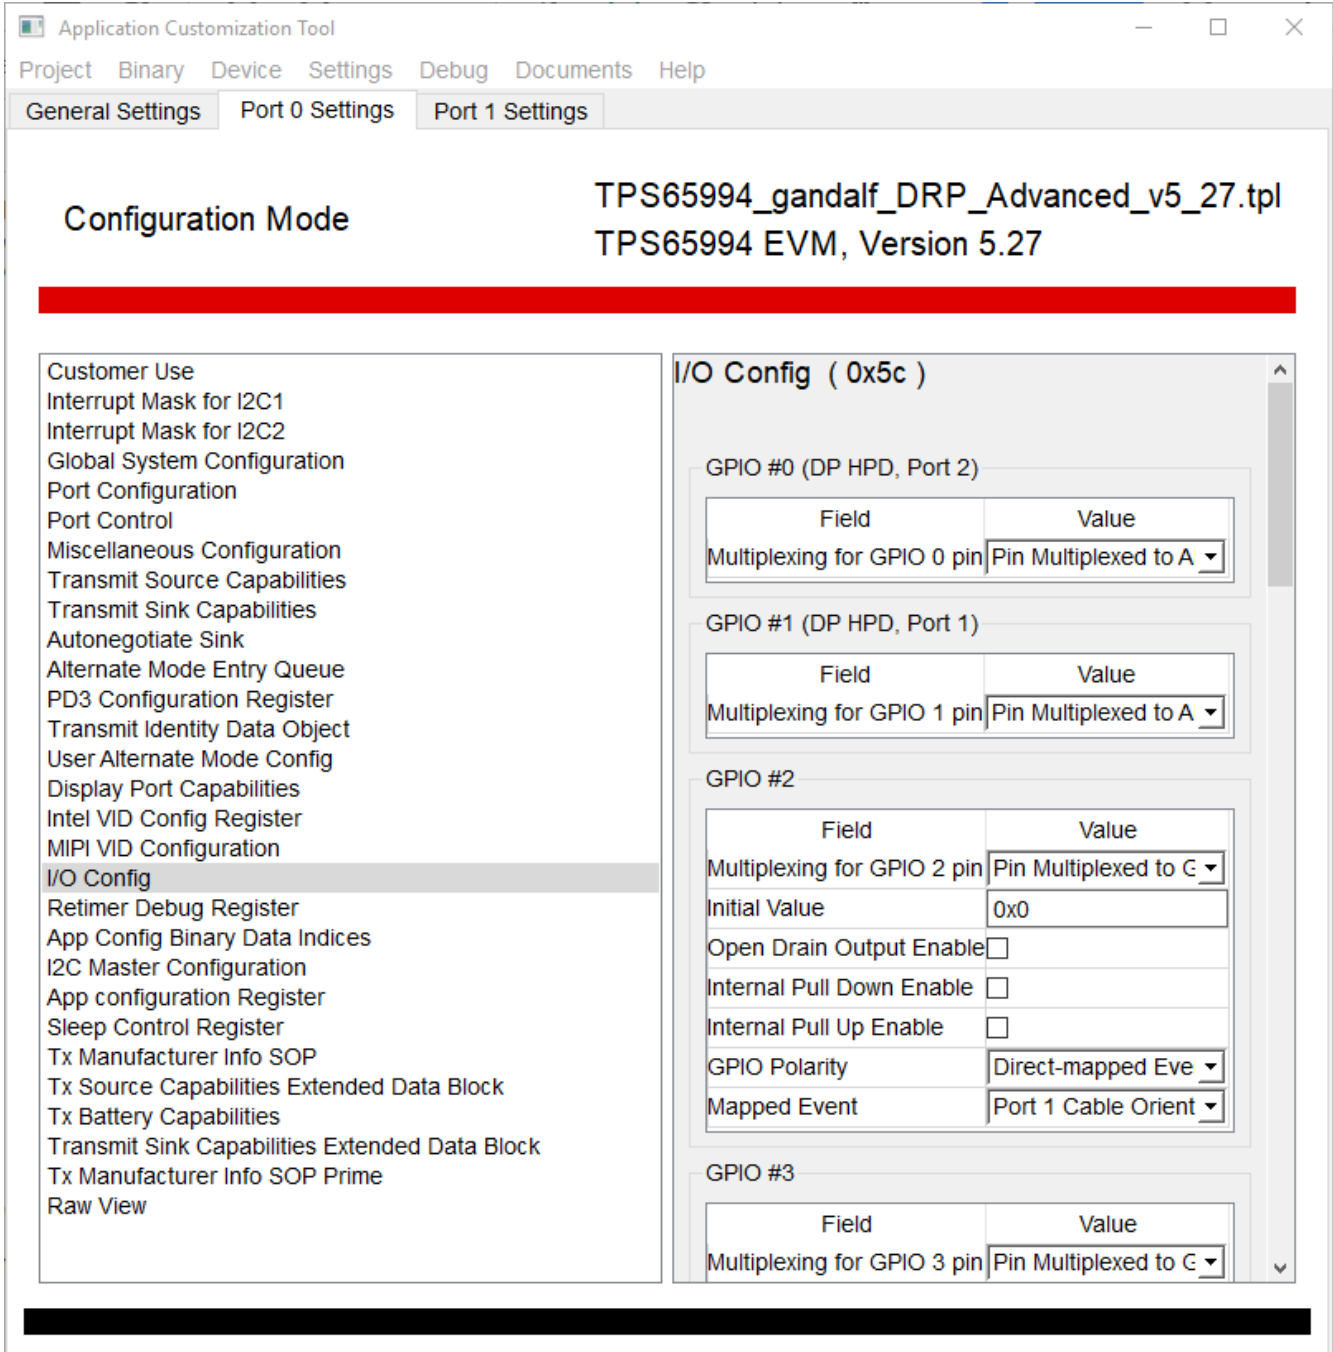 Application Customization Tool
Project Binary Device Settings Debug Documents Help
General Settings Port 0 Settings Port 1 Settings
Configuration Mode
TPS65994_gandalf_DRP_Advanced_v5_27.tpl
TPS65994 EVM, Version 5.27
Customer Use
Interrupt Mask for I2C1
Interrupt Mask for I2C2
Global System Configuration
Port Configuration
Port Control
Miscellaneous Configuration
Transmit Source Capabilities
Transmit Sink Capabilities
Autonegotiate Sink
Alternate Mode Entry Queue
PD3 Configuration Register
Transmit Identity Data Object
User Alternate Mode Config
Display Port Capabilities
Intel VID Config Register
MIPI VID Configuration
I/O Config
Retimer Debug Register
App Config Binary Data Indices
I2C Master Configuration
App configuration Register
Sleep Control Register
Tx Manufacturer Info SOP
Tx Source Capabilities Extended Data Block
Tx Battery Capabilities
Transmit Sink Capabilities Extended Data Block
Tx Manufacturer Info SOP Prime
Raw View
I/O Config ( 0x5c )
GPIO #0 (DP HPD, Port 2)
Field Value
Multiplexing for GPIO 0 pin Pin Multiplexed to A
GPIO #1 (DP HPD, Port 1)
Field Value
Multiplexing for GPIO 1 pin Pin Multiplexed to A
GPIO #2
Field Value
Multiplexing for GPIO 2 pin Pin Multiplexed to G
Initial Value 0x0
Open Drain Output Enable
Internal Pull Down Enable
Internal Pull Up Enable
GPIO Polarity Direct-mapped Eve
Mapped Event Port 1 Cable Orient
GPIO #3
Field Value
Multiplexing for GPIO 3 pin Pin Multiplexed to G